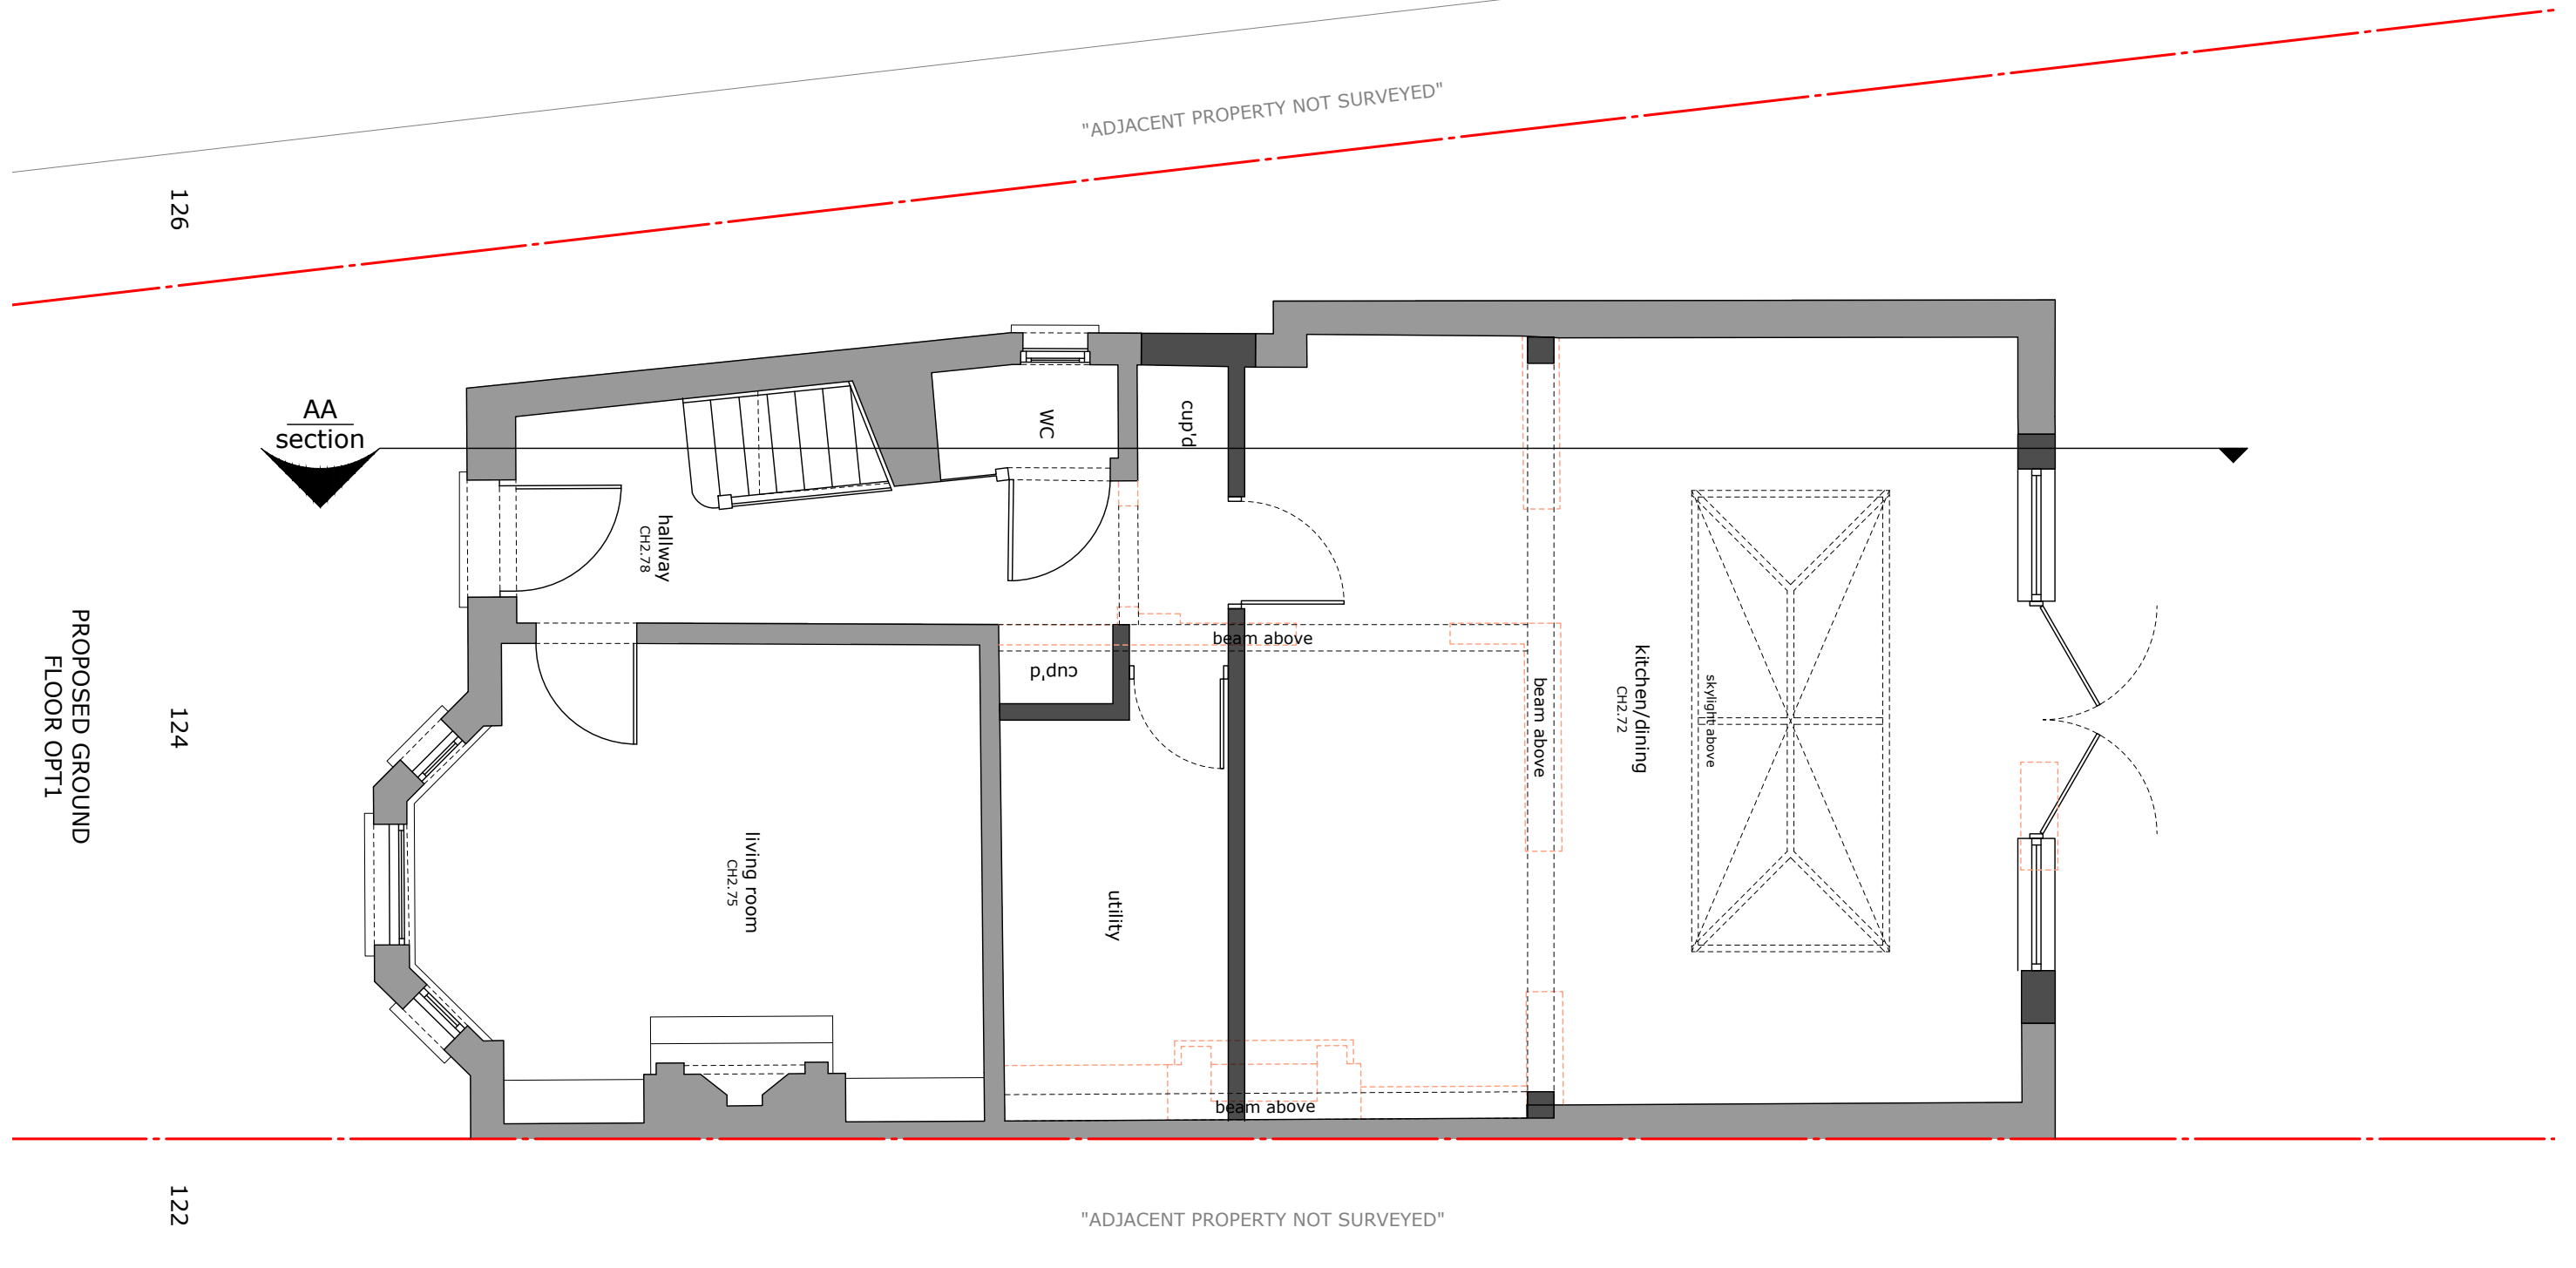 "ADJACENT PROPERTY NOT SURVEYED"
126
AA
section
WC
cup'd
hallway
CH2.78
beam above
cup'd
beam above
kitchen/dining
CH2.72
skylight above
PROPOSED GROUND
FLOOR OPT1
124
living room
CH2.75
utility
beam above
122
"ADJACENT PROPERTY NOT SURVEYED"